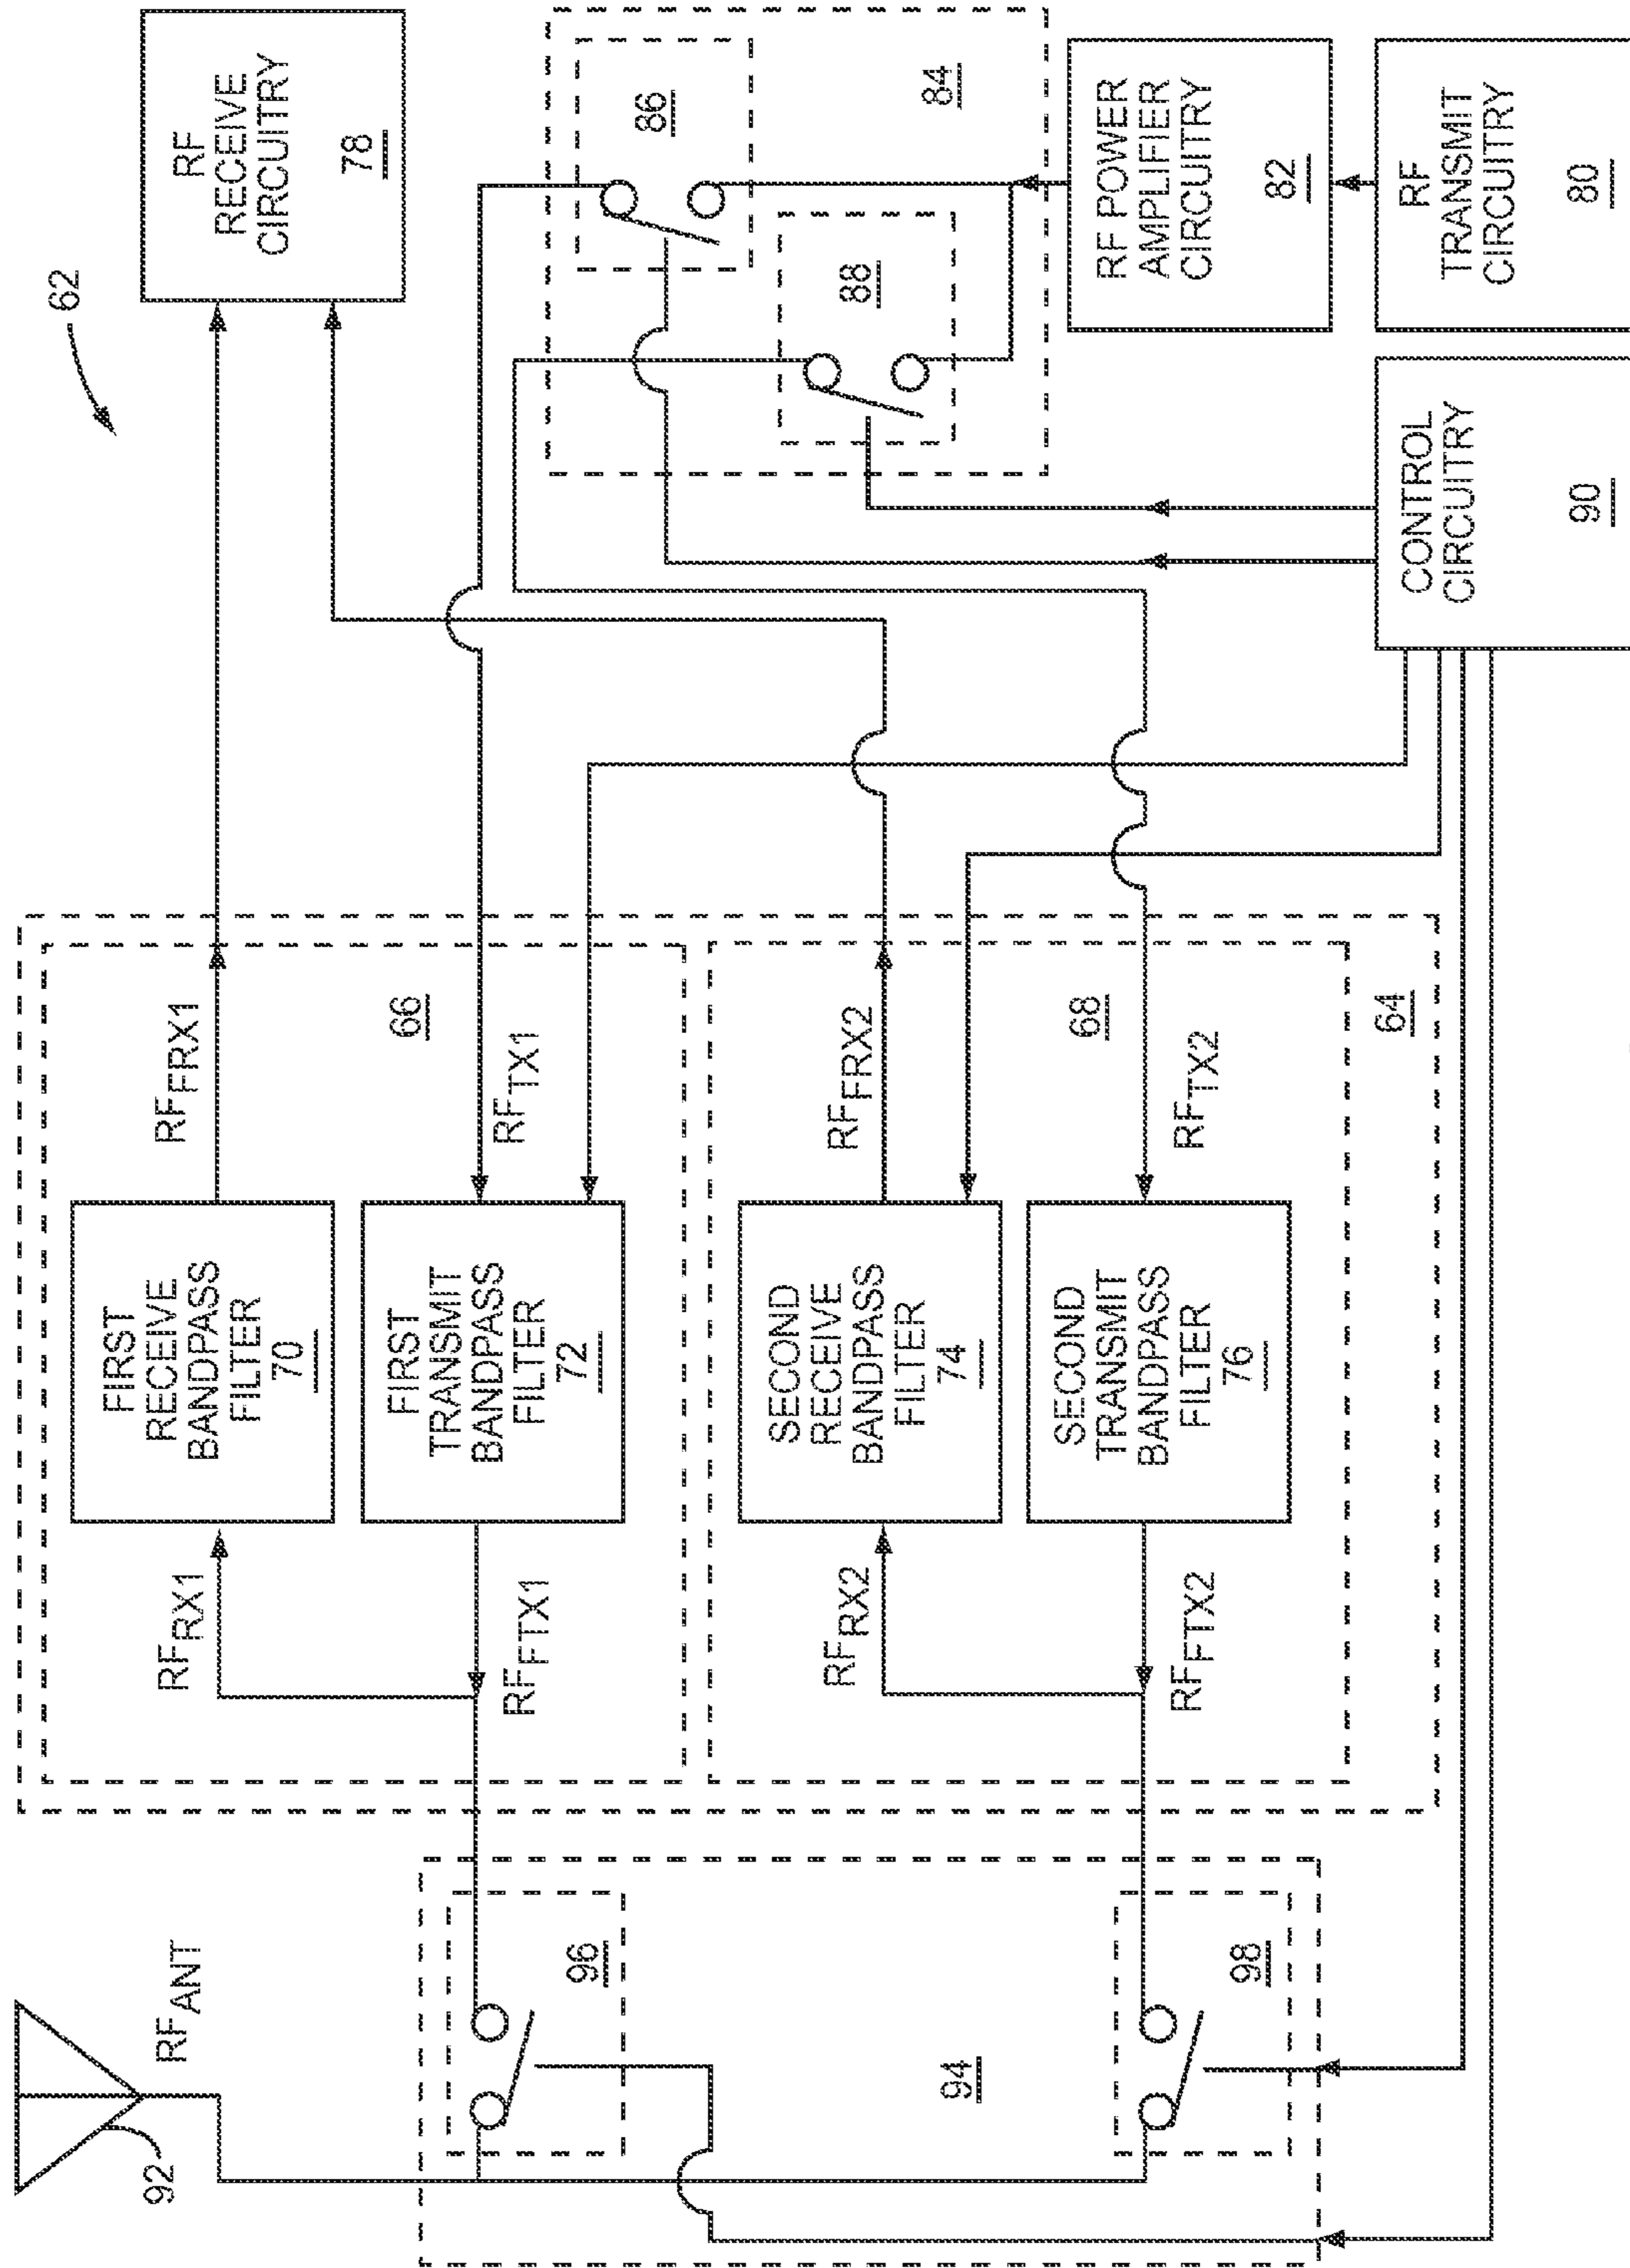 62
RF
RECEIVE
CIRCUITRY
78
86
84
88
RF POWER
AMPLIFIER
CIRCUITRY
82
RF
TRANSMIT
CIRCUITRY
80
CONTROL
CIRCUITRY
90
RF_FRX1
66
RF_TX1
RF_FRX2
68
RF_TX2
64
FIRST
RECEIVE
BANDPASS
FILTER
70
FIRST
TRANSMIT
BANDPASS
FILTER
72
SECOND
RECEIVE
BANDPASS
FILTER
74
SECOND
TRANSMIT
BANDPASS
FILTER
76
RF_RX1
RF_FTX1
RF_RX2
RF_FTX2
RF_ANT
92
96
94
98